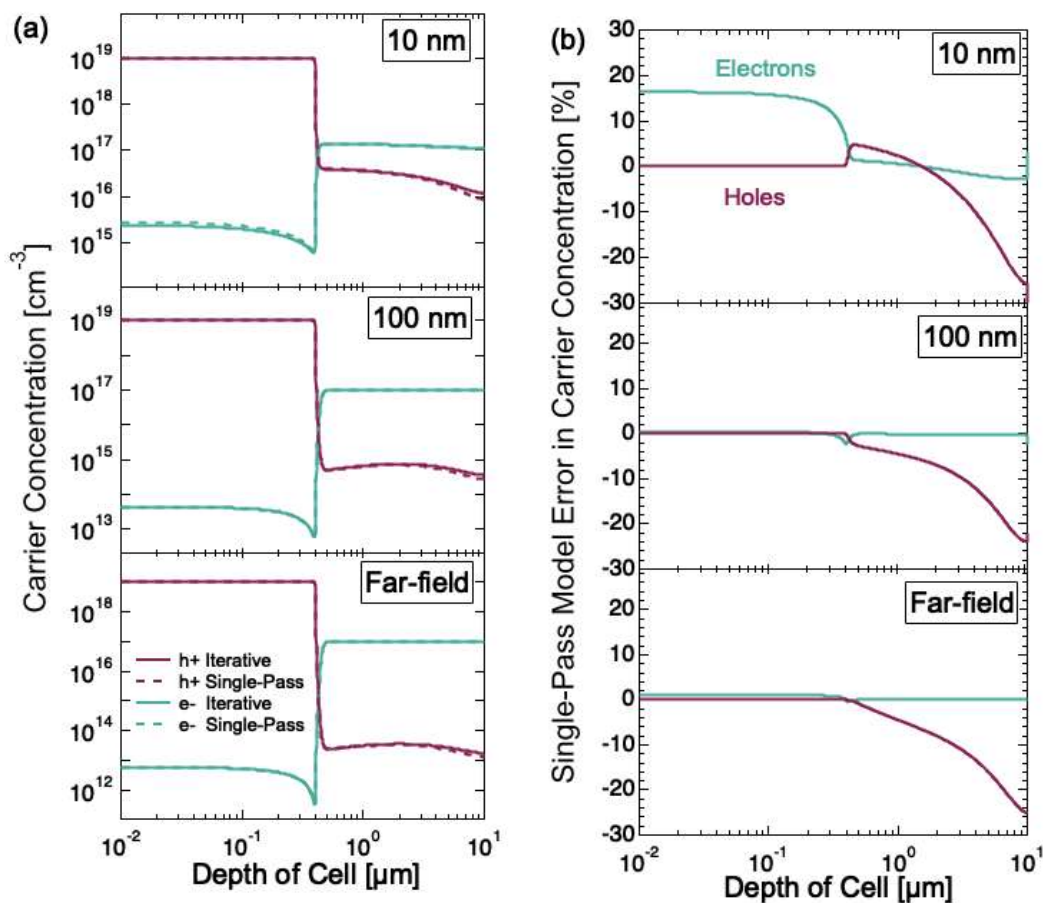 (a)
10 nm
10^19
10^18
10^17
10^16
10^15
100 nm
10^19
10^17
10^15
10^13
Far-field
10^18
10^16
10^14
10^12
h+ Iterative
h+ Single-Pass
e- Iterative
e- Single-Pass
Carrier Concentration [cm^-3]
10^-2
10^-1
10^0
10^1
Depth of Cell [µm]
(b)
10 nm
Electrons
Holes
30
20
10
0
-10
-20
-30
100 nm
20
10
0
-10
-20
-30
Far-field
20
10
0
-10
-20
-30
Single-Pass Model Error in Carrier Concentration [%]
10^-2
10^-1
10^0
10^1
Depth of Cell [µm]